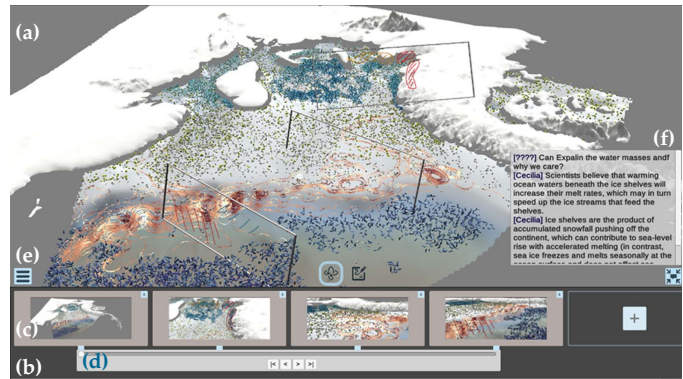 (a)
(f)
[????] Can Expalin the water masses andf
why we care?
[Cecilia] Scientists believe that warming
ocean waters beneath the ice shelves will
increase their melt rates, which may in turn
speed up the ice streams that feed the
shelves.
[Cecilia] Ice shelves are the product of
accumulated snowfall pushing off the
continent, which can contribute to sea-level
rise with accelerated melting (in contrast,
sea ice freezes and melts seasonally at the
(e)
(c)
(b)
(d)
|< < > >|